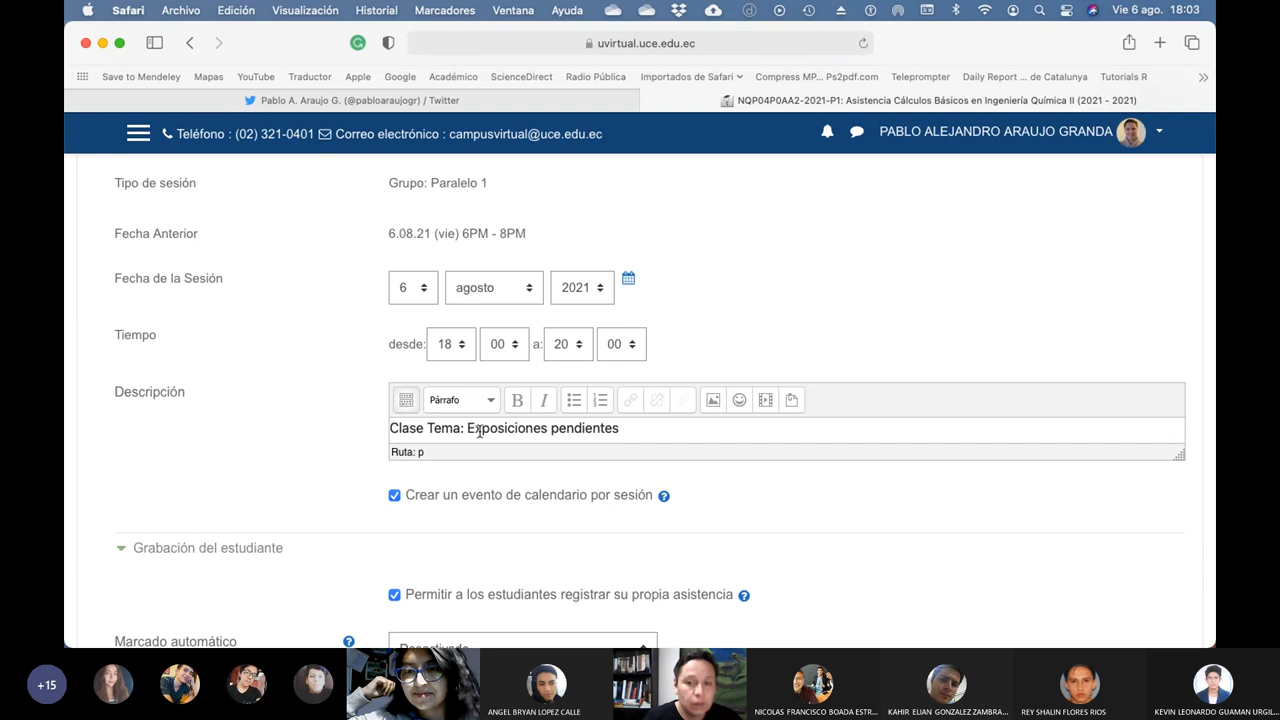 Safari Archivo Edición Visualización Historial Marcadores Ventana Ayuda Vie 6 ago. 18:03
uvirtual.uce.edu.ec
Save to Mendeley Mapas YouTube Traductor Apple Google Académico ScienceDirect Radio Pública Importados de Safari Compress MP... Ps2pdf.com Teleprompter Daily Report ... de Catalunya Tutorials R
Pablo A. Araujo G. (@pabloaraujogr) / Twitter
NQP04P0AA2-2021-P1: Asistencia Cálculos Básicos en Ingeniería Química II (2021 - 2021)
Teléfono : (02) 321-0401 Correo electrónico : campusvirtual@uce.edu.ec PABLO ALEJANDRO ARAUJO GRANDA
Tipo de sesión Grupo: Paralelo 1
Fecha Anterior 6.08.21 (vie) 6PM - 8PM
Fecha de la Sesión 6 agosto 2021
Tiempo desde: 18 00 a: 20 00
Descripción Párrafo B I
Clase Tema: Exposiciones pendientes
Ruta: p
Crear un evento de calendario por sesión ?
Grabación del estudiante
Permitir a los estudiantes registrar su propia asistencia ?
Marcado automático ? Desactivado
+15
ANGEL BRYAN LOPEZ CALLE
NICOLAS FRANCISCO BOADA ESTR...
KAHIR ELIAN GONZALEZ ZAMBRA...
REY SHALIN FLORES RIOS
KEVIN LEONARDO GUAMAN URGIL...